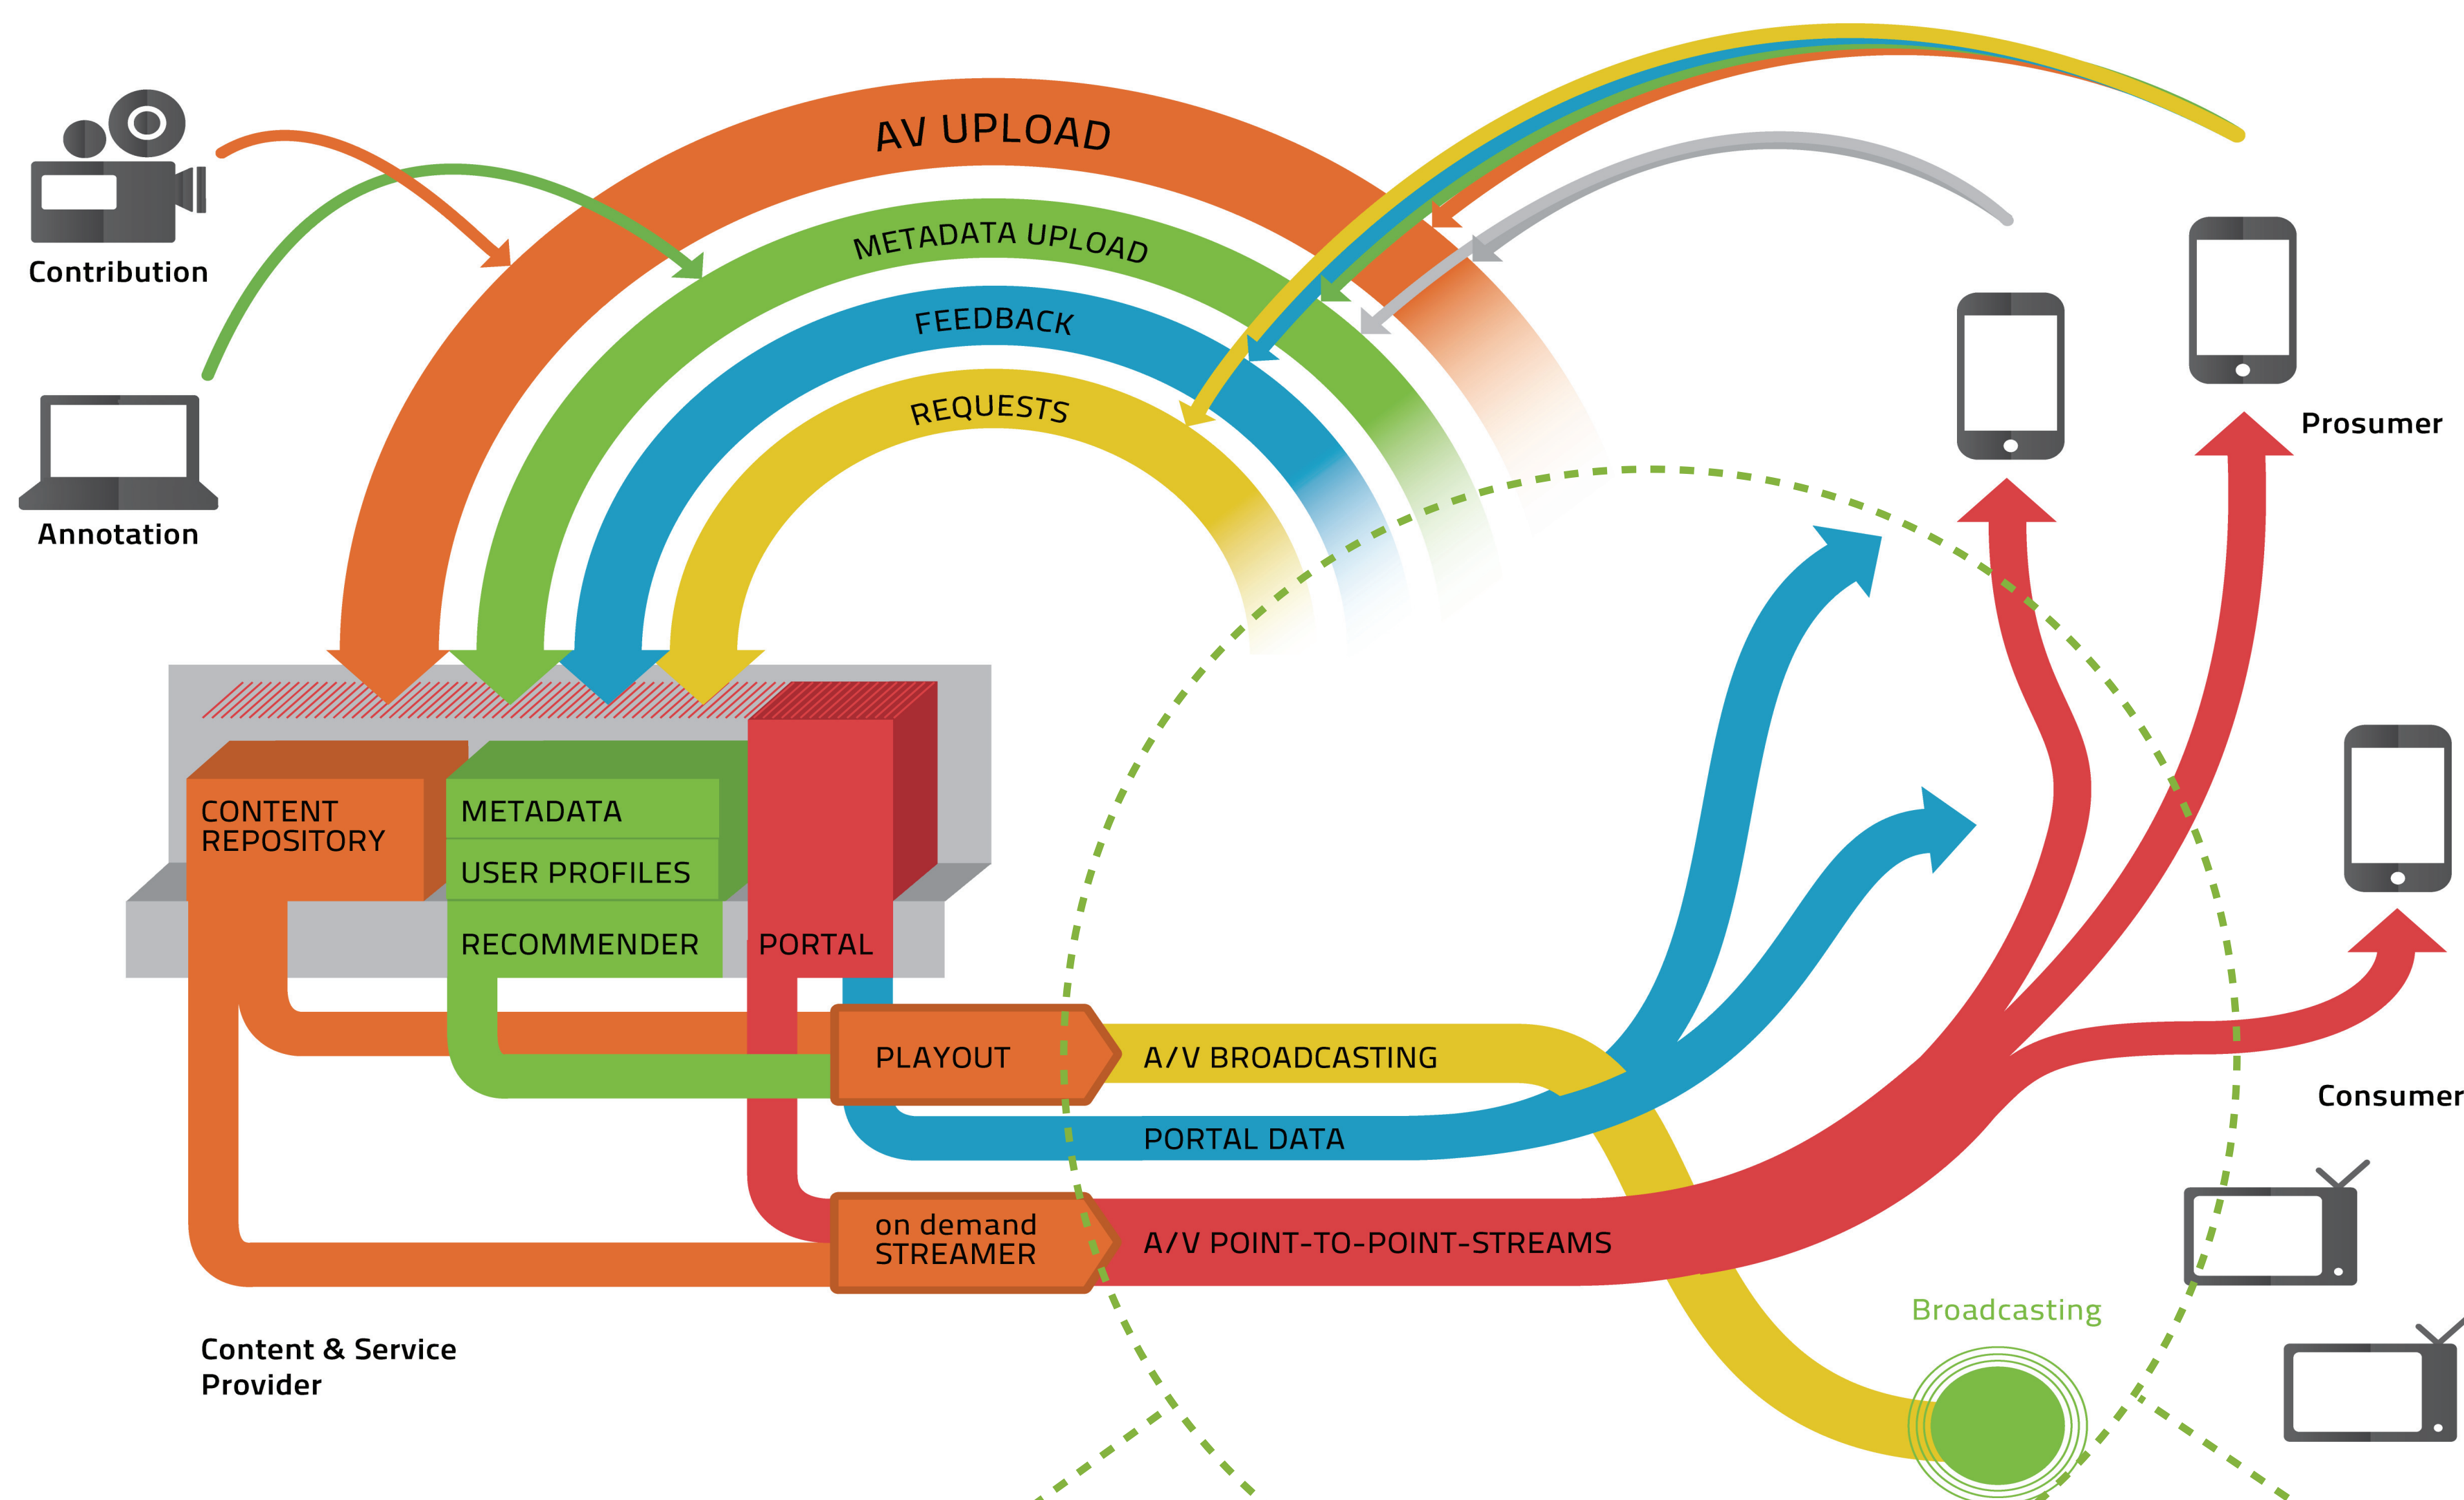 AV UPLOAD
METADATA UPLOAD
FEEDBACK
REQUESTS
Contribution
Annotation
Prosumer
CONTENT
REPOSITORY
METADATA
USER PROFILES
RECOMMENDER
PORTAL
PLAYOUT
A/V BROADCASTING
PORTAL DATA
Consumer
on demand
STREAMER
A/V POINT-TO-POINT-STREAMS
Broadcasting
Content & Service
Provider